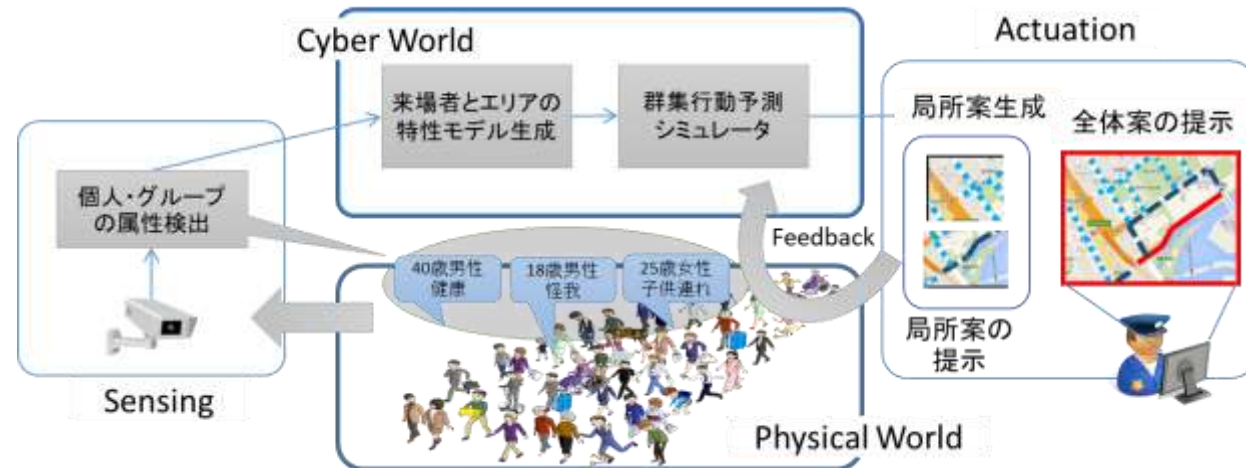 Cyber World
来場者とエリアの
特性モデル生成
群集行動予測
シミュレータ
Actuation
局所案生成
全体案の提示
局所案の
提示
個人・グループ
の属性検出
Sensing
Feedback
40歳男性
健康
18歳男性
怪我
25歳女性
子供連れ
Physical World